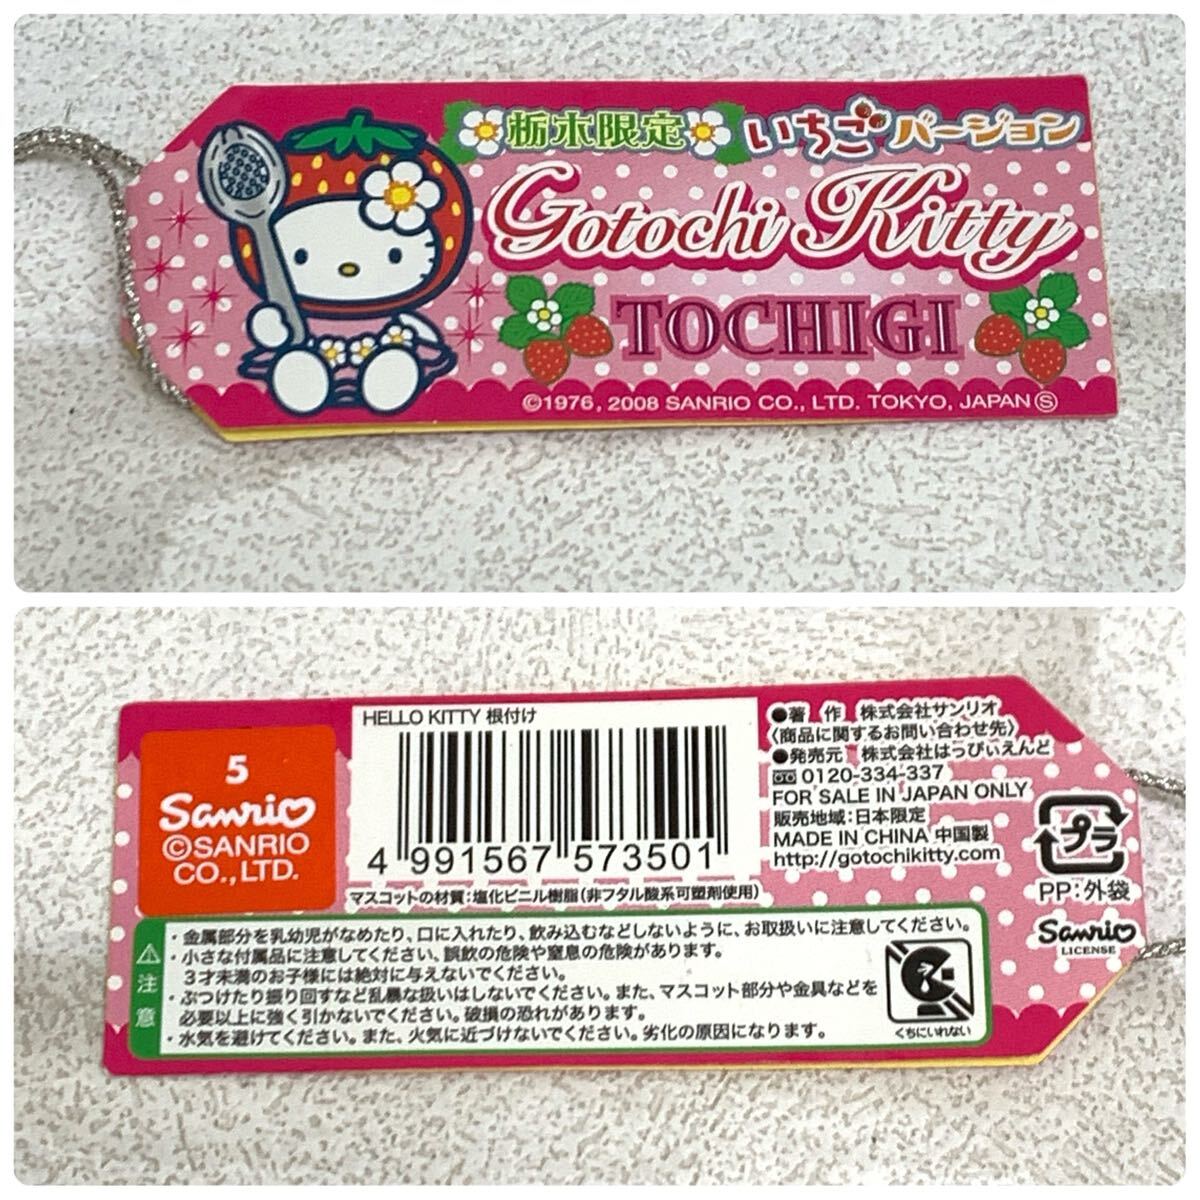 栃木限定 いちごバージョン
Gotochi Kitty
TOCHIGI
©1976, 2008 SANRIO CO., LTD. TOKYO, JAPAN Ⓢ
5
Sanrio
©SANRIO
CO., LTD.
HELLO KITTY 根付け
4 991567 573501
マスコットの材質:塩化ビニル樹脂(非フタル酸系可塑剤使用)
●著 作 株式会社サンリオ
〈商品に関するお問い合わせ先〉
●発売元 株式会社はっぴぃえんど
0120-334-337
FOR SALE IN JAPAN ONLY
販売地域:日本限定
MADE IN CHINA 中国製
http://gotochikitty.com
プラ
PP:外袋
Sanrio
LICENSE
注意
・金属部分を乳幼児がなめたり、口に入れたり、飲み込むなどしないように、お取扱いに注意してください。
・小さな付属品に注意してください、誤飲の危険や窒息の危険があります。
3才未満のお子様には絶対に与えないでください。
・ぶつけたり振り回すなど乱暴な扱いはしないでください。また、マスコット部分や金具などを
必要以上に強く引かないでください。破損の恐れがあります。
・水気を避けてください。また、火気に近づけないでください。劣化の原因になります。
くちにいれない